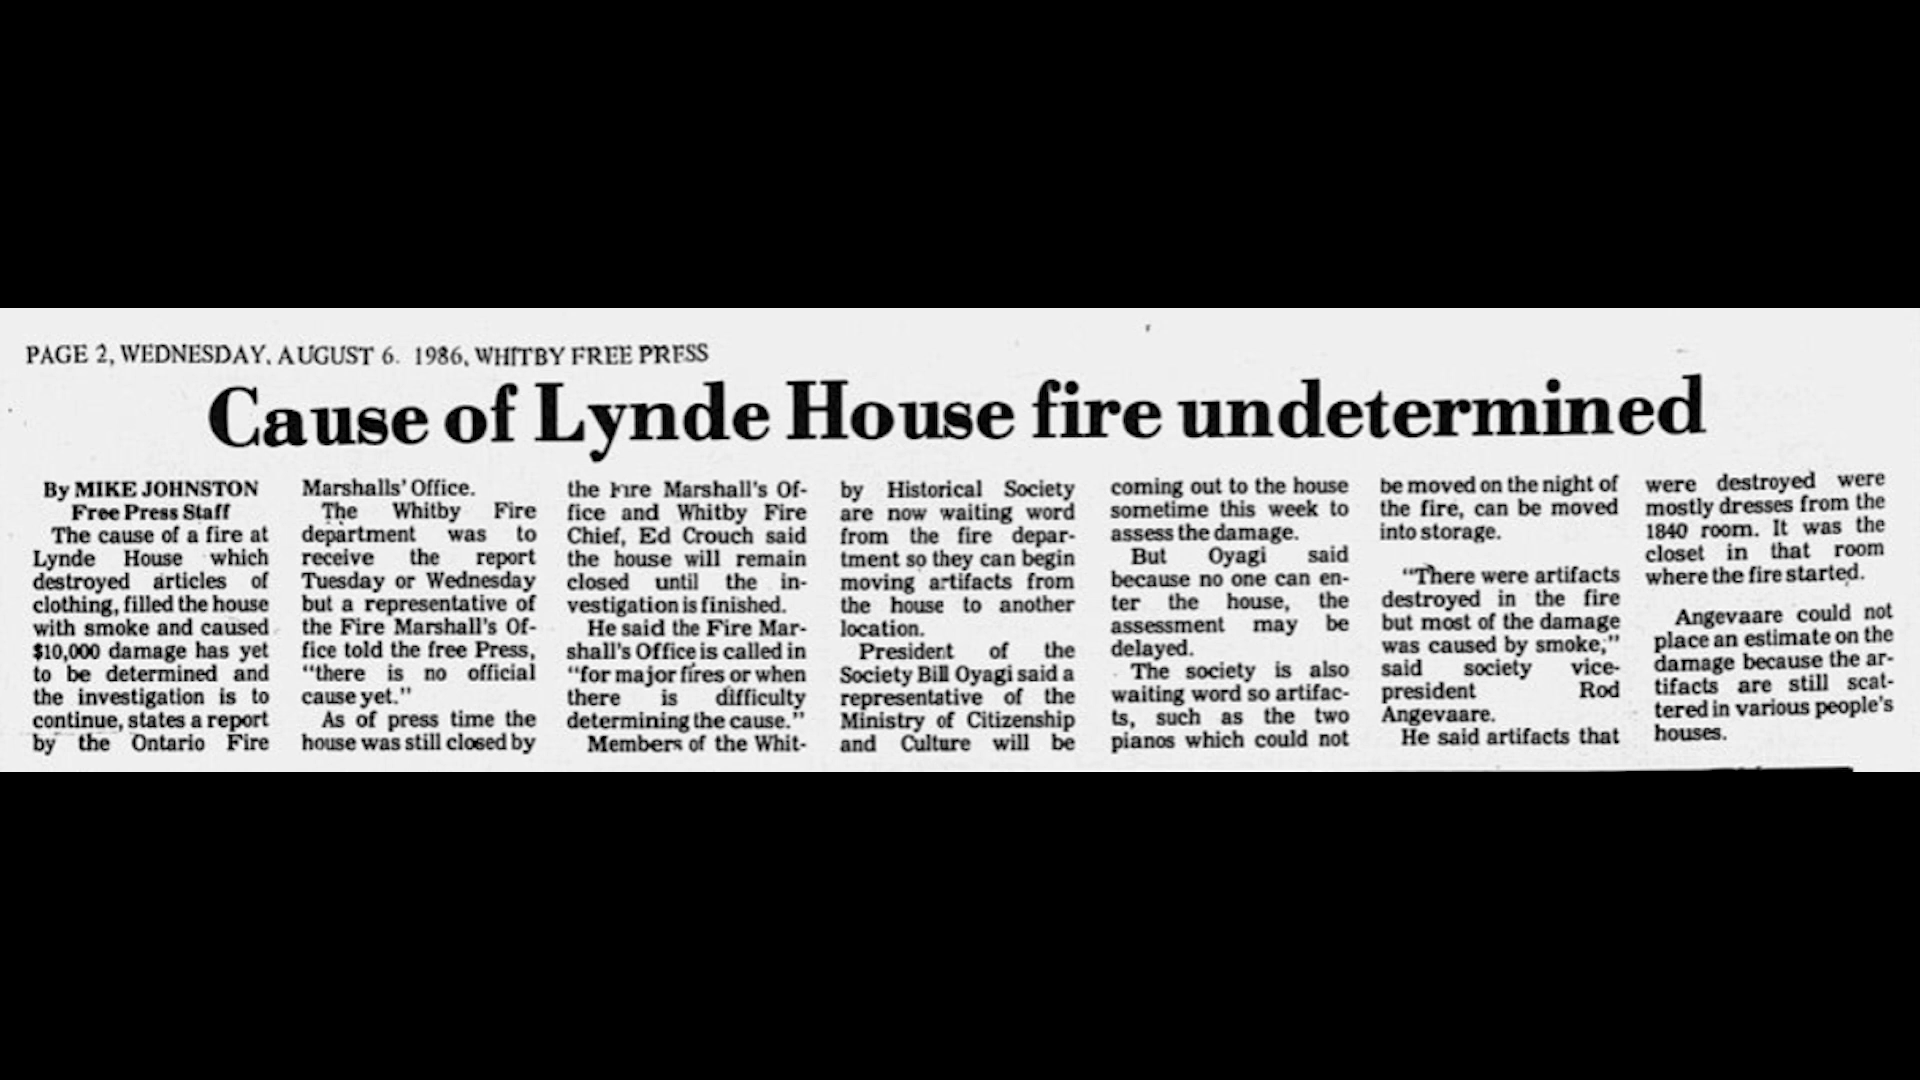 PAGE 2, WEDNESDAY, AUGUST 6. 1986, WHITBY FREE PRESS
Cause of Lynde House fire undetermined
By MIKE JOHNSTON
Free Press Staff
The cause of a fire at
Lynde House which
destroyed articles of
clothing, filled the house
with smoke and caused
$10,000 damage has yet
to be determined and
the investigation is to
continue, states a report
by the Ontario Fire
Marshalls' Office.
The Whitby Fire
department was to
receive the report
Tuesday or Wednesday
but a representative of
the Fire Marshall's Of-
fice told the free Press,
"there is no official
cause yet."
As of press time the
house was still closed by
the Fire Marshall's Of-
fice and Whitby Fire
Chief, Ed Crouch said
the house will remain
closed until the in-
vestigation is finished.
He said the Fire Mar-
shall's Office is called in
"for major fires or when
there is difficulty
determining the cause."
Members of the Whit-
by Historical Society
are now waiting word
from the fire depar-
tment so they can begin
moving artifacts from
the house to another
location.
President of the
Society Bill Oyagi said a
representative of the
Ministry of Citizenship
and Culture will be
coming out to the house
sometime this week to
assess the damage.
But Oyagi said
because no one can en-
ter the house, the
assessment may be
delayed.
The society is also
waiting word so artifac-
ts, such as the two
pianos which could not
be moved on the night of
the fire, can be moved
into storage.
"There were artifacts
destroyed in the fire
but most of the damage
was caused by smoke,"
said society vice-
president Rod
Angevaare.
He said artifacts that
were destroyed were
mostly dresses from the
1840 room. It was the
closet in that room
where the fire started.
Angevaare could not
place an estimate on the
damage because the ar-
tifacts are still scat-
tered in various people's
houses.